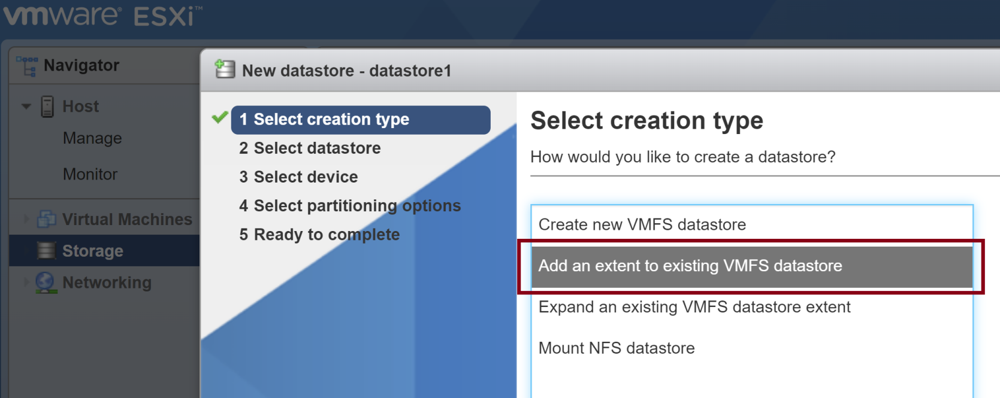 vmware® ESXi™
Navigator
Host
Manage
Monitor
Virtual Machines
Storage
Networking
New datastore - datastore1
1 Select creation type
2 Select datastore
3 Select device
4 Select partitioning options
5 Ready to complete
Select creation type
How would you like to create a datastore?
Create new VMFS datastore
Add an extent to existing VMFS datastore
Expand an existing VMFS datastore extent
Mount NFS datastore